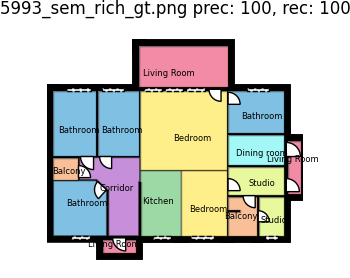 5993_sem_rich_gt.png prec: 100, rec: 100
Living Room
Bathroom
Bathroom
Bathroom
Bedroom
Dining room
Living Room
Balcony
Studio
Corridor
Bathroom
Kitchen
Bedroom
Balcony
Studio
Living Room